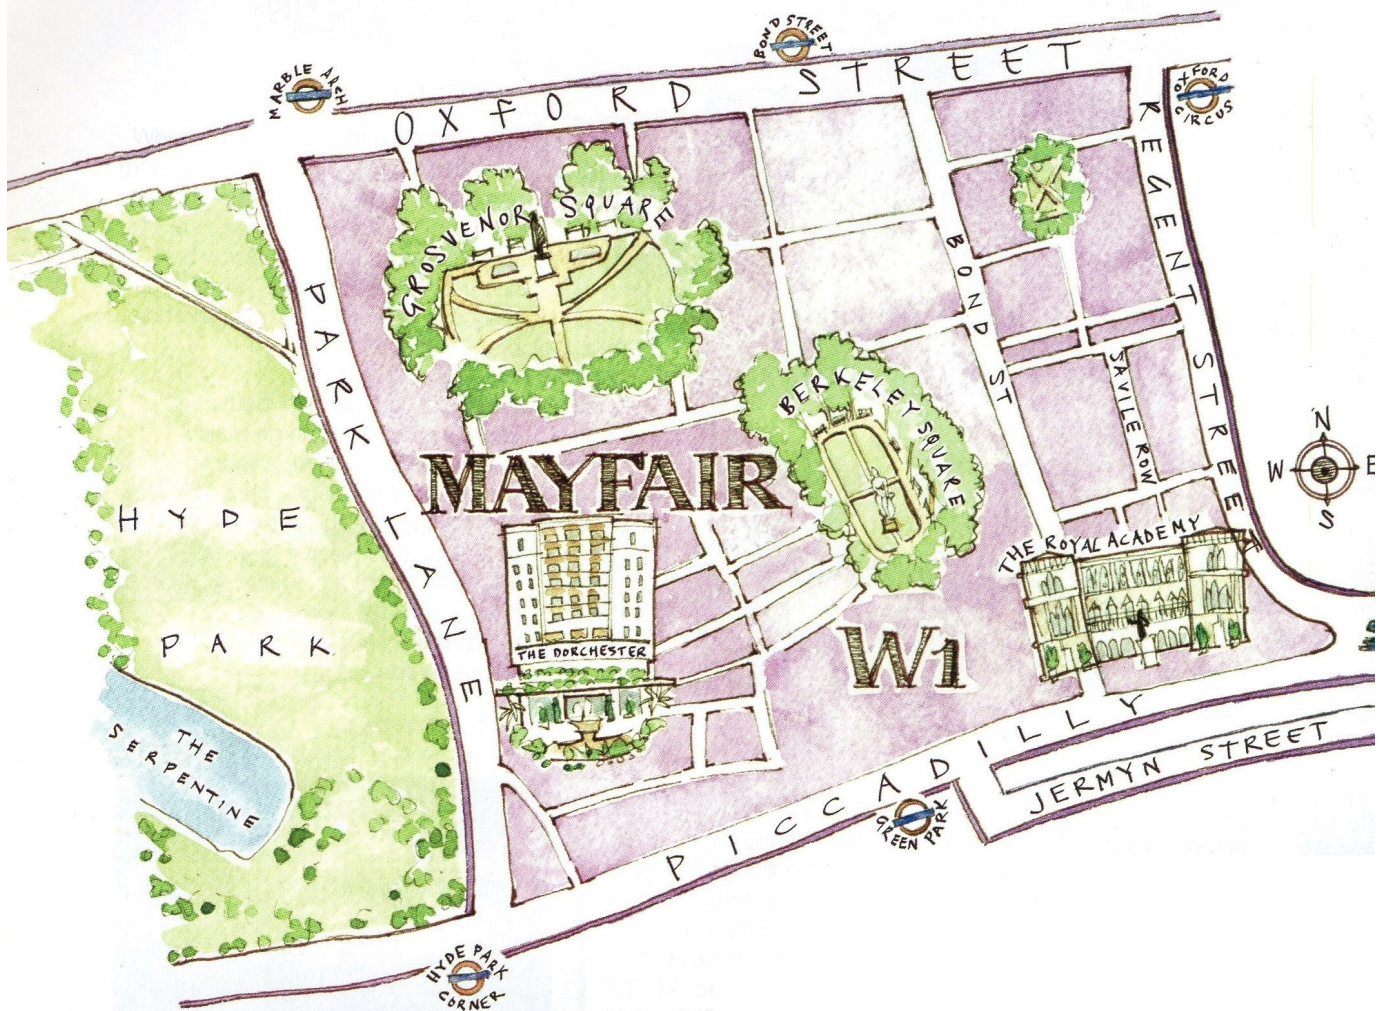 BOND STREET
MARBLE ARCH
OXFORD STREET
OXFORD CIRCUS
REGENT STREET
GROSVENOR SQUARE
PARK LANE
BOND ST
SAVILE ROW
BERKELEY SQUARE
N
W E
S
MAYFAIR
HYDE
PARK
THE ROYAL ACADEMY
THE DORCHESTER
W1
THE
SERPENTINE
PICCADILLY
JERMYN STREET
GREEN PARK
HYDE PARK
CORNER